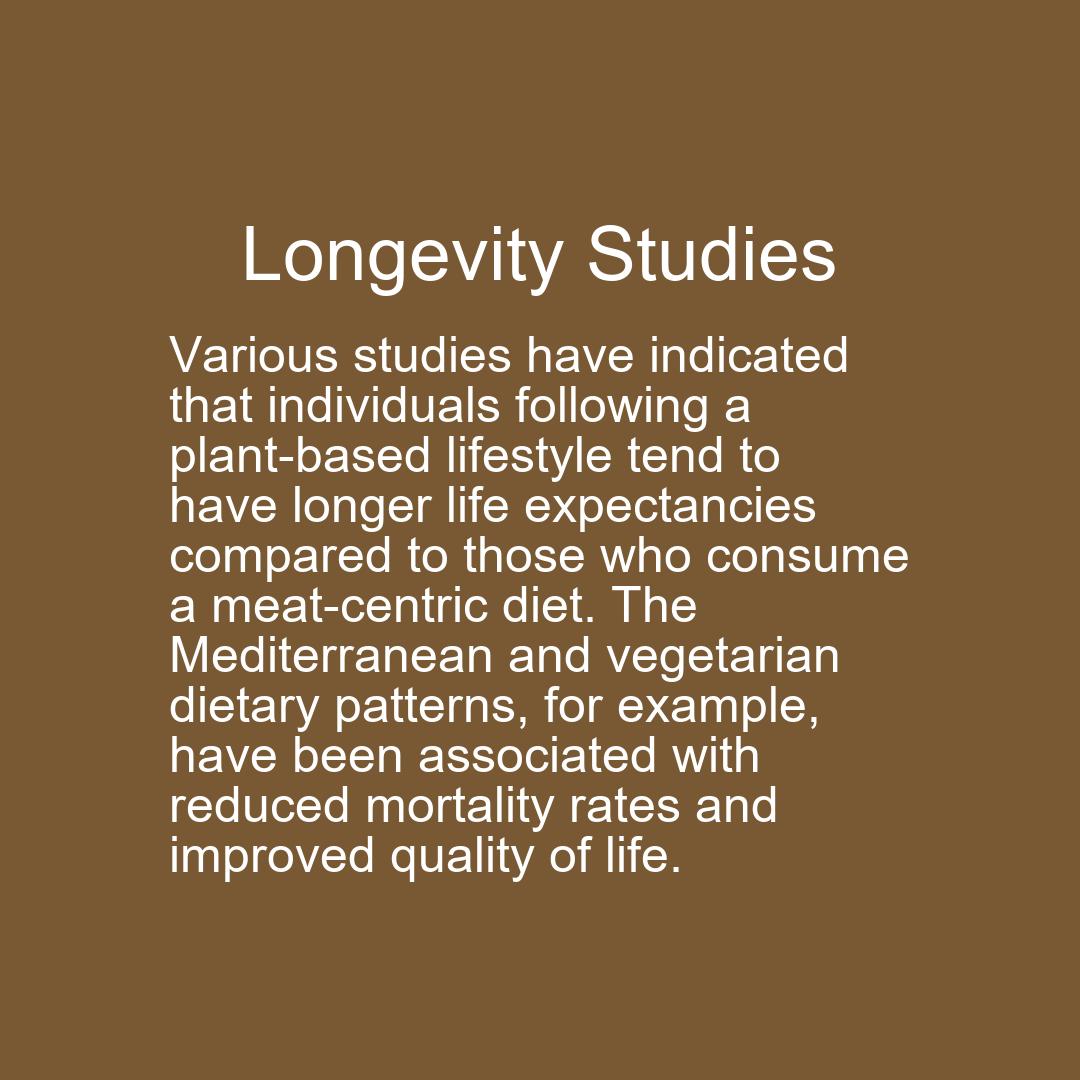 Longevity Studies
Various studies have indicated
that individuals following a
plant-based lifestyle tend to
have longer life expectancies
compared to those who consume
a meat-centric diet. The
Mediterranean and vegetarian
dietary patterns, for example,
have been associated with
reduced mortality rates and
improved quality of life.